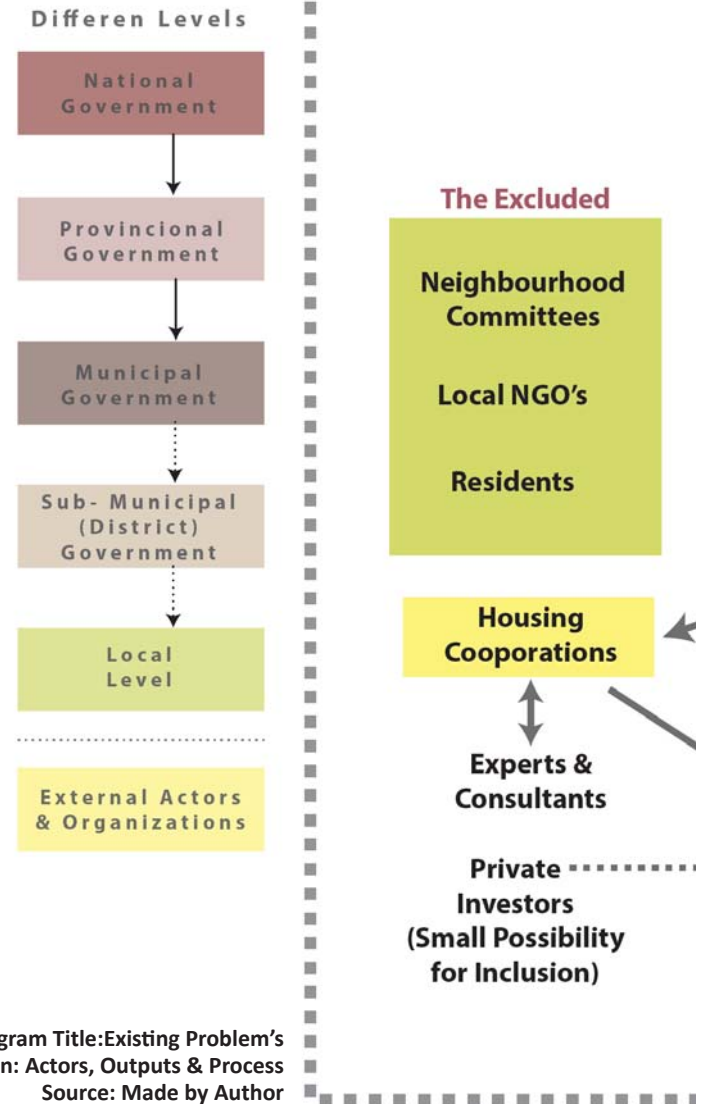 Differen Levels
National
Government
Provincional
Government
Municipal
Government
Sub- Municipal
(District)
Government
Local
Level
External Actors
& Organizations
The Excluded
Neighbourhood
Committees
Local NGO's
Residents
Housing
Cooporations
Experts &
Consultants
Private
Investors
(Small Possibility
for Inclusion)
gram Title:Existing Problem's
n: Actors, Outputs & Process
Source: Made by Author